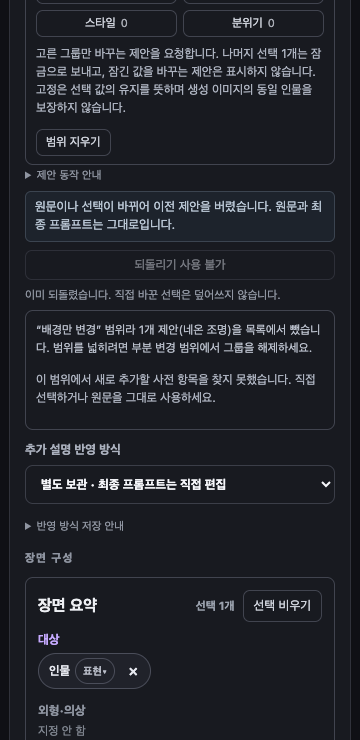 스타일 0
분위기 0
고른 그룹만 바꾸는 제안을 요청합니다. 나머지 선택 1개는 잠
금으로 보내고, 잠긴 값을 바꾸는 제안은 표시하지 않습니다.
고정은 선택 값의 유지를 뜻하며 생성 이미지의 동일 인물을
보장하지 않습니다.
범위 지우기
▶ 제안 동작 안내
원문이나 선택이 바뀌어 이전 제안을 버렸습니다. 원문과 최
종 프롬프트는 그대로입니다.
되돌리기 사용 불가
이미 되돌렸습니다. 직접 바꾼 선택은 덮어쓰지 않습니다.
“배경만 변경” 범위라 1개 제안(네온 조명)을 목록에서 뺐습니
다. 범위를 넓히려면 부분 변경 범위에서 그룹을 해제하세요.
이 범위에서 새로 추가할 사전 항목을 찾지 못했습니다. 직접
선택하거나 원문을 그대로 사용하세요.
추가 설명 반영 방식
별도 보관 · 최종 프롬프트는 직접 편집
▶ 반영 방식 저장 안내
장면 구성
장면 요약
선택 1개
선택 비우기
대상
인물 표현▾ ×
외형·의상
지정 안 함